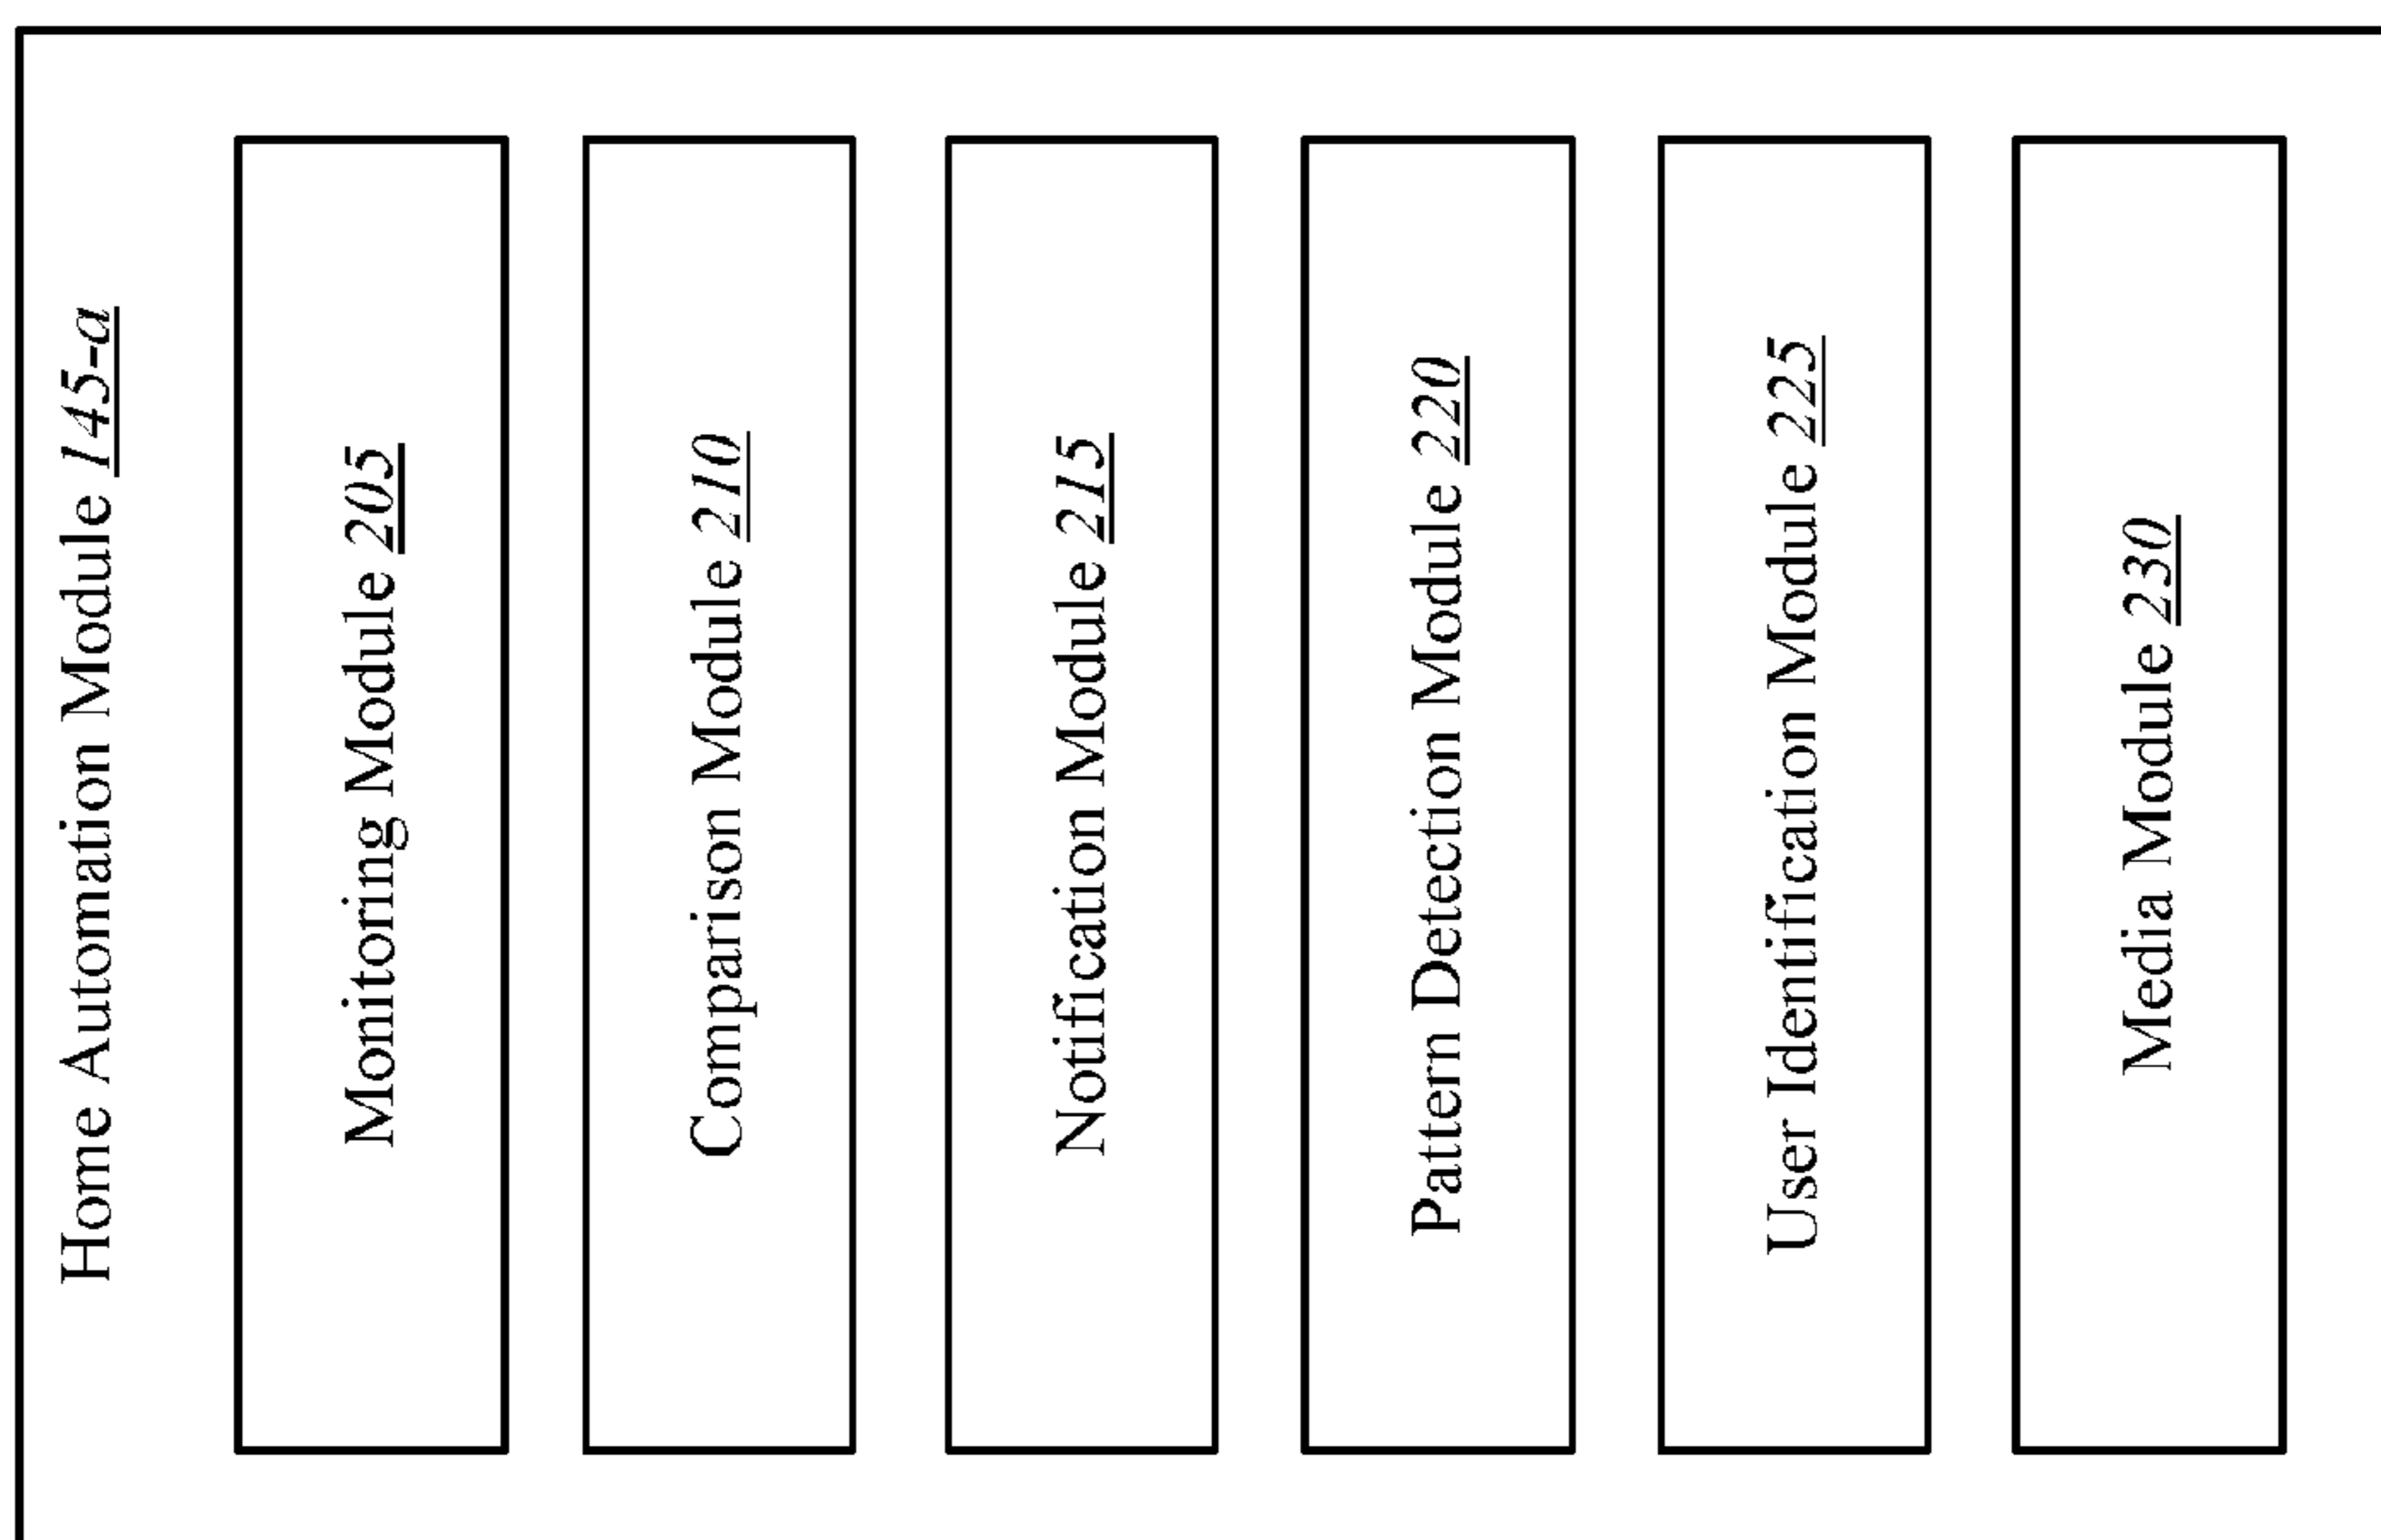 Home Automation Module 145-a
Monitoring Module 205
Comparison Module 210
Notification Module 215
Pattern Detection Module 220
User Identification Module 225
Media Module 230